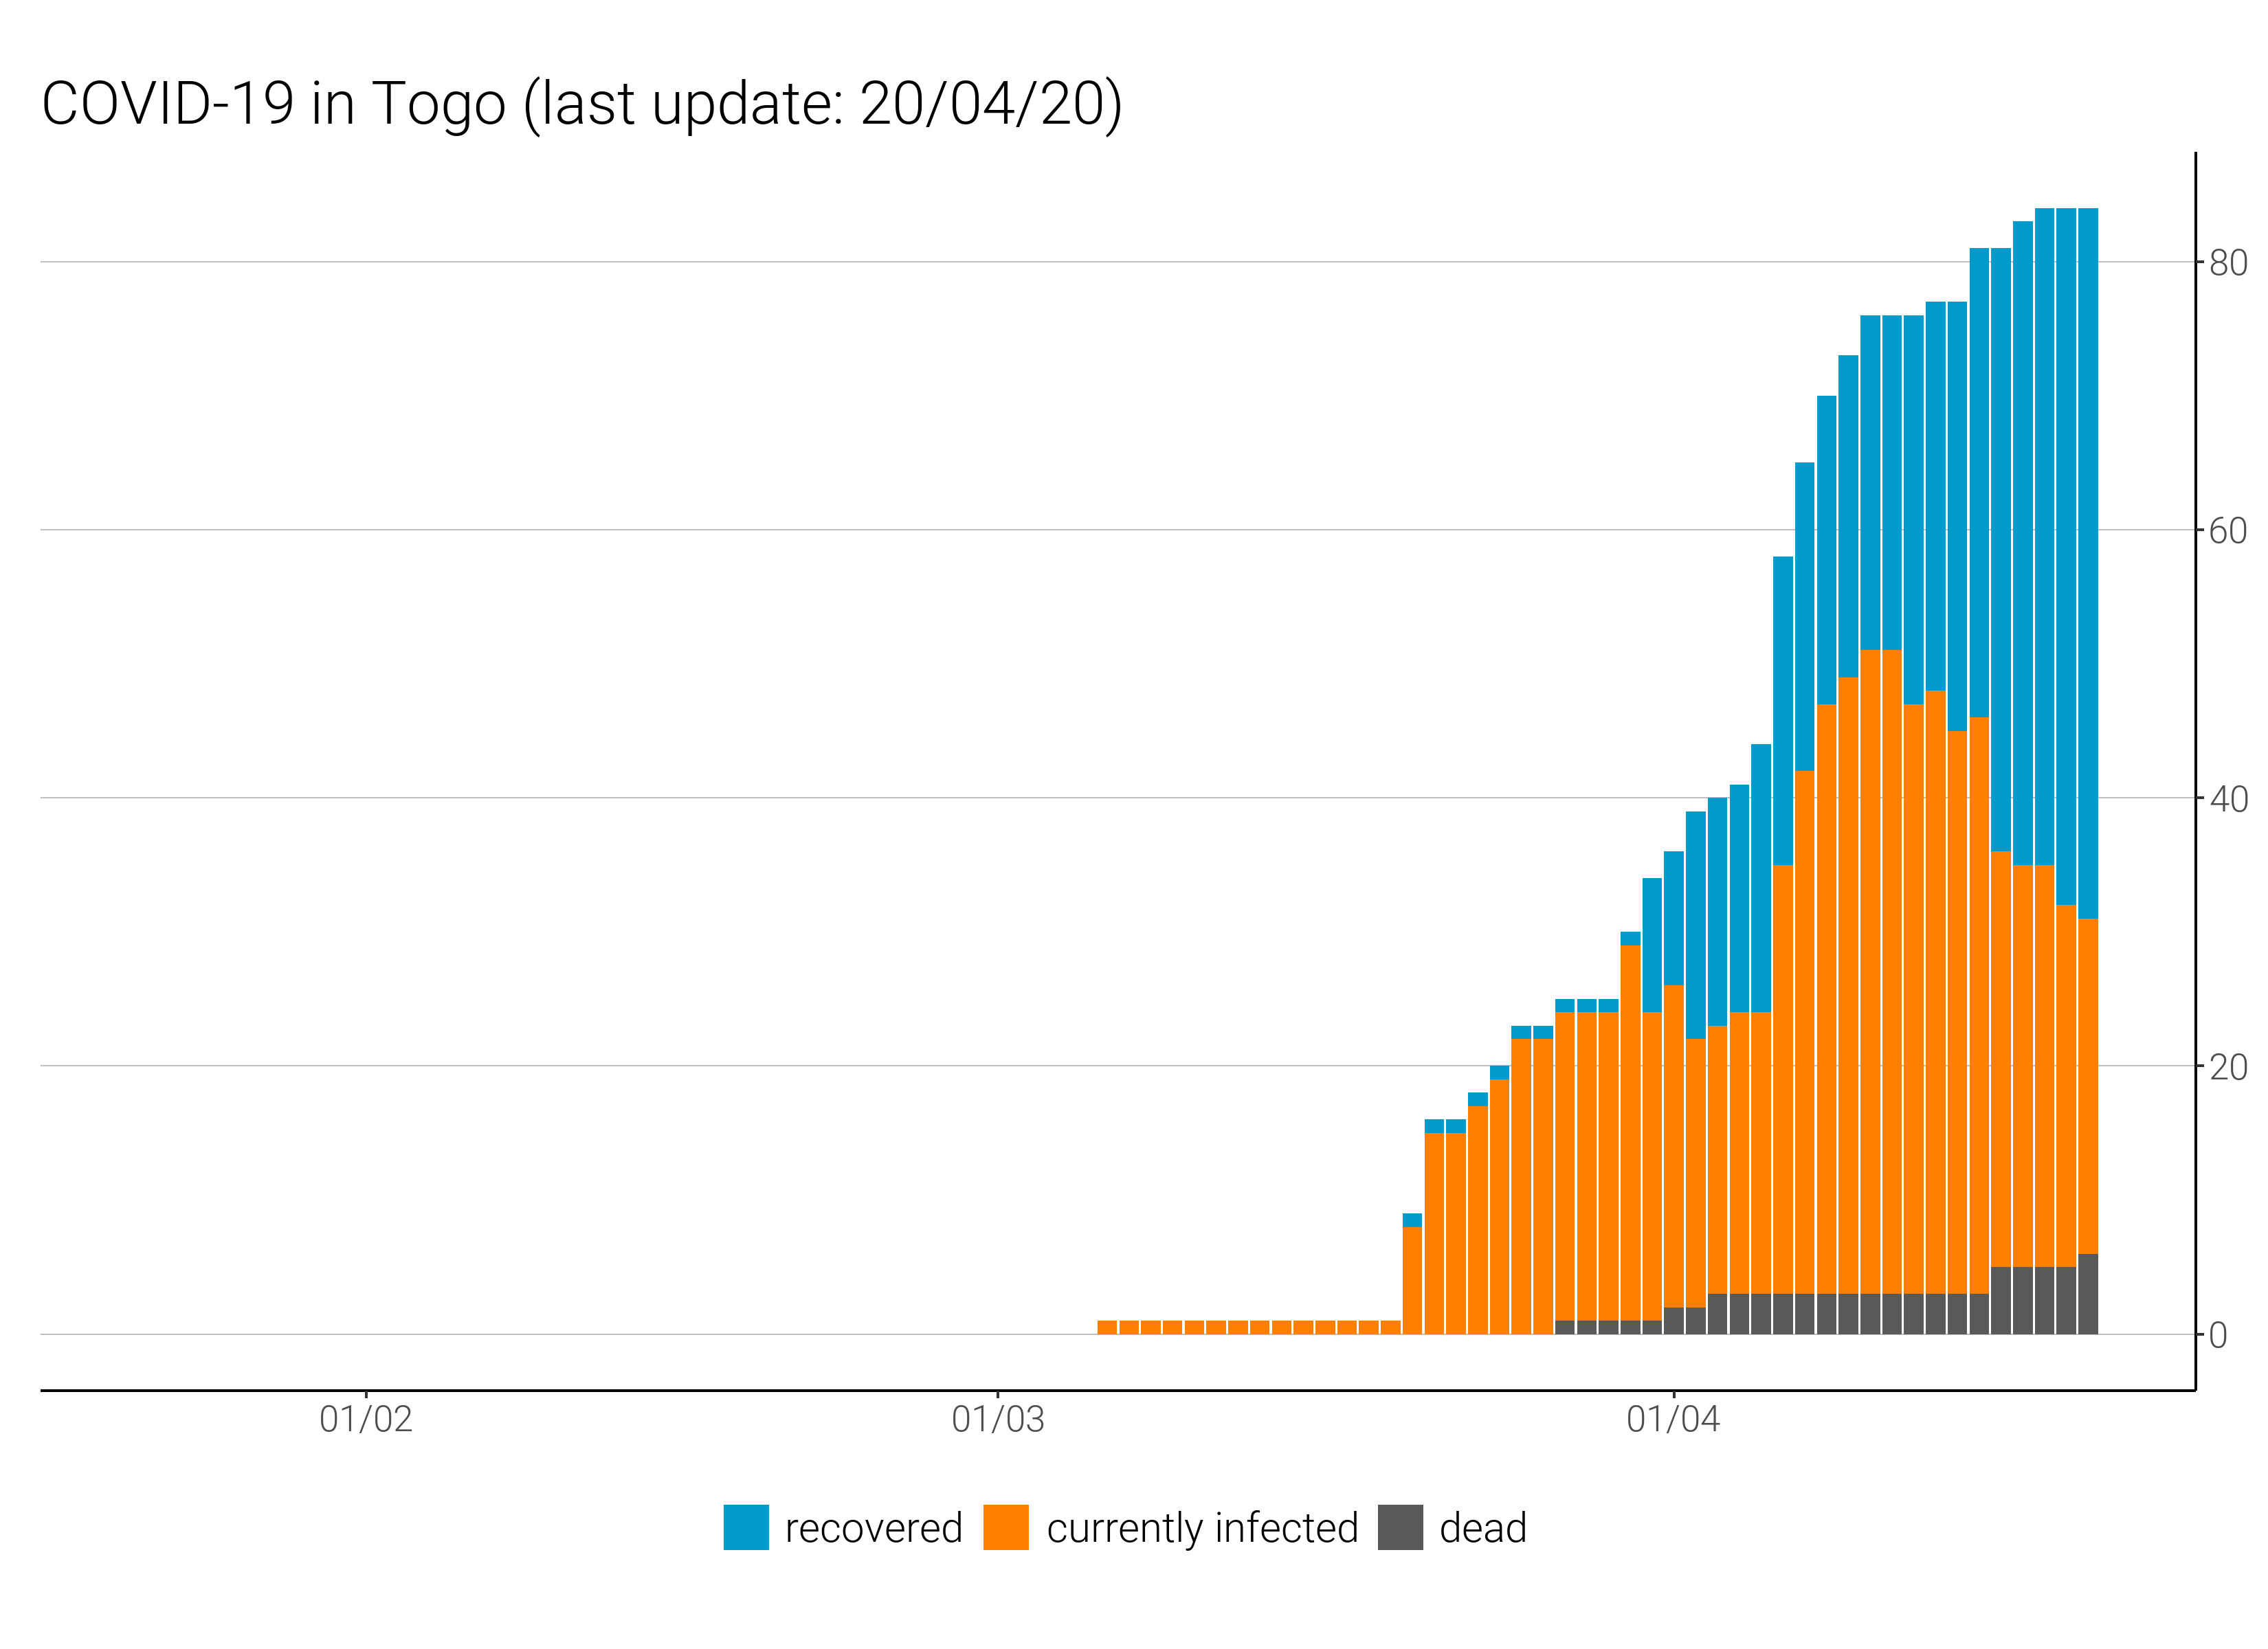 COVID-19 in Togo (last update: 20/04/20)
80
60
40
20
0
01/02 01/03 01/04
recovered currently infected dead